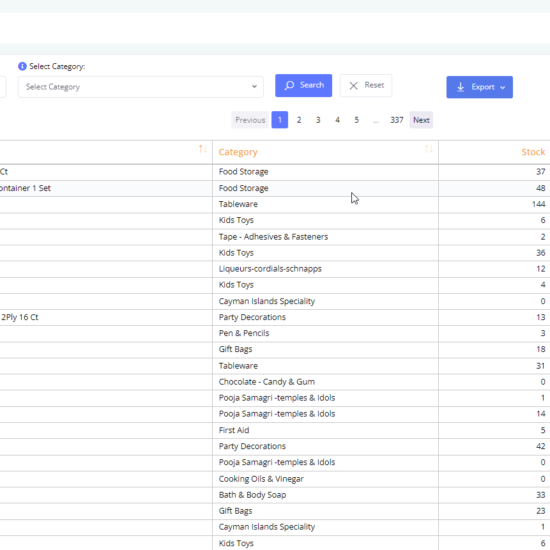 Select Category:
Select Category
Search
Reset
Export
Previous 1 2 3 4 5 ... 337 Next
Category Stock
Ct Food Storage 37
ontainer 1 Set Food Storage 48
Tableware 144
Kids Toys 6
Tape - Adhesives & Fasteners 2
Kids Toys 36
Liqueurs-cordials-schnapps 12
Kids Toys 4
Cayman Islands Speciality 0
2Ply 16 Ct Party Decorations 13
Pen & Pencils 3
Gift Bags 18
Tableware 31
Chocolate - Candy & Gum 0
Pooja Samagri -temples & Idols 1
Pooja Samagri -temples & Idols 14
First Aid 5
Party Decorations 42
Pooja Samagri -temples & Idols 0
Cooking Oils & Vinegar 0
Bath & Body Soap 33
Gift Bags 23
Cayman Islands Speciality 1
Kids Toys 6